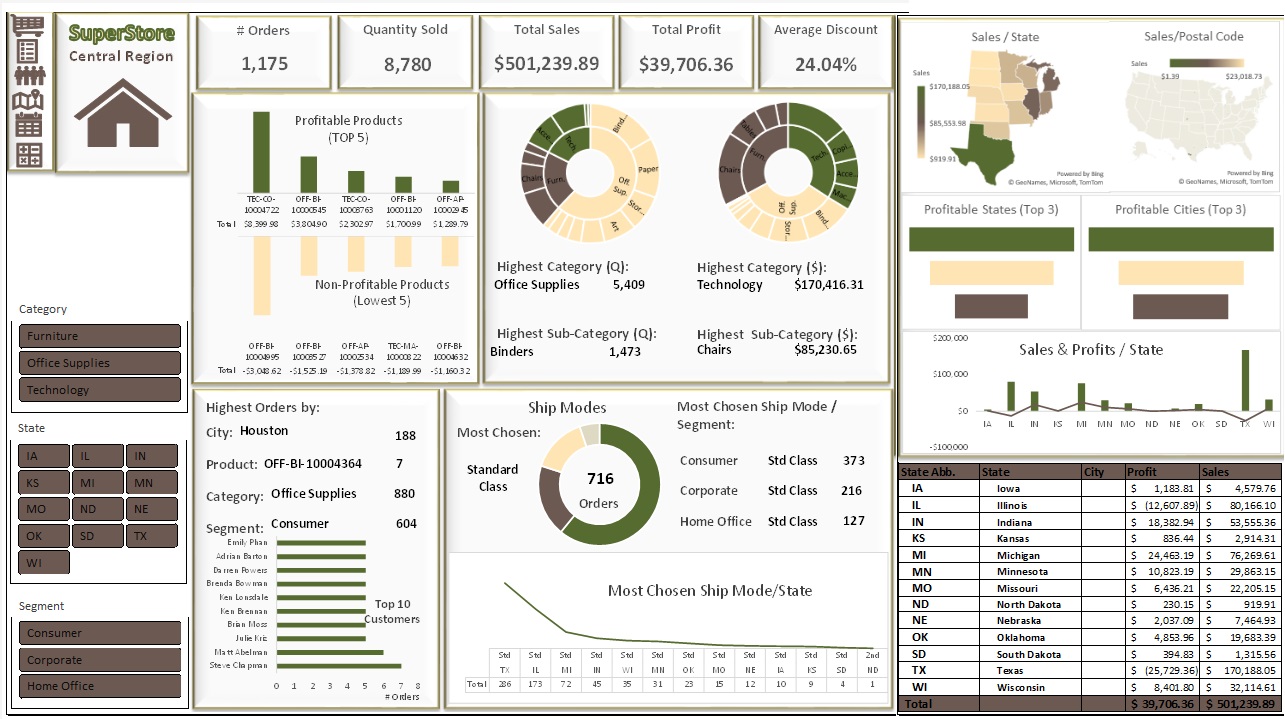 SuperStore
Central Region
# Orders
1,175
Quantity Sold
8,780
Total Sales
$501,239.89
Total Profit
$39,706.36
Average Discount
24.04%
Category
Furniture
Office Supplies
Technology
State
IA IL IN
KS MI MN
MO ND NE
OK SD TX
WI
Segment
Consumer
Corporate
Home Office
Profitable Products
(TOP 5)
TEC-CO-10004722 OFF-BI-10003545 TEC-CO-10003763 OFF-BI-10001120 OFF-AP-10002945
Total $8,399.98 $3,804.90 $2,302.97 $1,700.99 $1,289.79
Non-Profitable Products
(Lowest 5)
OFF-BI-10004995 OFF-BI-10003527 OFF-AP-10002534 TEC-MA-10000822 OFF-BI-10004632
Total -$3,048.62 -$1,525.19 -$1,378.82 -$1,189.99 -$1,160.32
Bind...
Paper
Stor...
Art
Off. Sup.
Furn.
Chairs
Tech.
Acce...
Tech.
Copi...
Acce...
Mac...
Bind...
Stor...
Off. Sup.
Furn.
Chairs
Tables
Highest Category (Q):
Office Supplies 5,409
Highest Sub-Category (Q):
Binders 1,473
Highest Category ($):
Technology $170,416.31
Highest Sub-Category ($):
Chairs $85,230.65
Highest Orders by:
City: Houston 188
Product: OFF-BI-10004364 7
Category: Office Supplies 880
Segment: Consumer 604
Emily Phan
Adrian Barton
Darren Powers
Brenda Bowman
Ken Lonsdale
Ken Brennan
Brian Moss
Julie Kriz
Matt Abelman
Steve Chapman
Top 10
Customers
0 1 2 3 4 5 6 7 8
# Orders
Ship Modes
Most Chosen:
Standard
Class
716
Orders
Most Chosen Ship Mode /
Segment:
Consumer Std Class 373
Corporate Std Class 216
Home Office Std Class 127
Most Chosen Ship Mode/State
Std Std Std Std Std Std Std Std Std Std Std Std 2nd
TX IL MI IN WI MN OK MO NE IA KS SD ND
Total 286 173 72 45 35 31 23 15 12 10 9 4 1
Sales / State
Sales
$170,188.05
$85,553.98
$919.91
Powered by Bing
© GeoNames, Microsoft, TomTom
Sales/Postal Code
Sales
$1.39 $23,018.73
Powered by Bing
© GeoNames, Microsoft, TomTom
Profitable States (Top 3)
Profitable Cities (Top 3)
Sales & Profits / State
$200,000
$100,000
$0
-$100,000
IA IL IN KS MI MN MO ND NE OK SD TX WI
State Abb. State City Profit Sales
IA Iowa $ 1,183.81 $ 4,579.76
IL Illinois $ (12,607.89) $ 80,166.10
IN Indiana $ 18,382.94 $ 53,555.36
KS Kansas $ 836.44 $ 2,914.31
MI Michigan $ 24,463.19 $ 76,269.61
MN Minnesota $ 10,823.19 $ 29,863.15
MO Missouri $ 6,436.21 $ 22,205.15
ND North Dakota $ 230.15 $ 919.91
NE Nebraska $ 2,037.09 $ 7,464.93
OK Oklahoma $ 4,853.96 $ 19,683.39
SD South Dakota $ 394.83 $ 1,315.56
TX Texas $ (25,729.36) $ 170,188.05
WI Wisconsin $ 8,401.80 $ 32,114.61
Total $ 39,706.36 $ 501,239.89